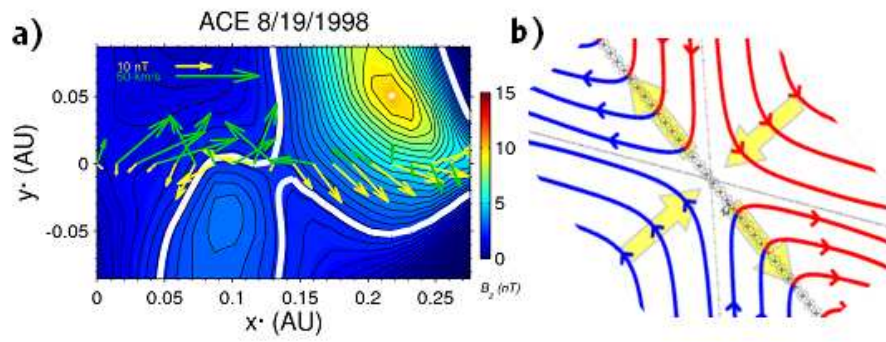 ACE 8/19/1998
a)
b)
10 nT
50 km/s
0.05
0
-0.05
y· (AU)
0 0.05 0.1 0.15 0.2 0.25
x· (AU)
15
10
5
0
Bz (nT)